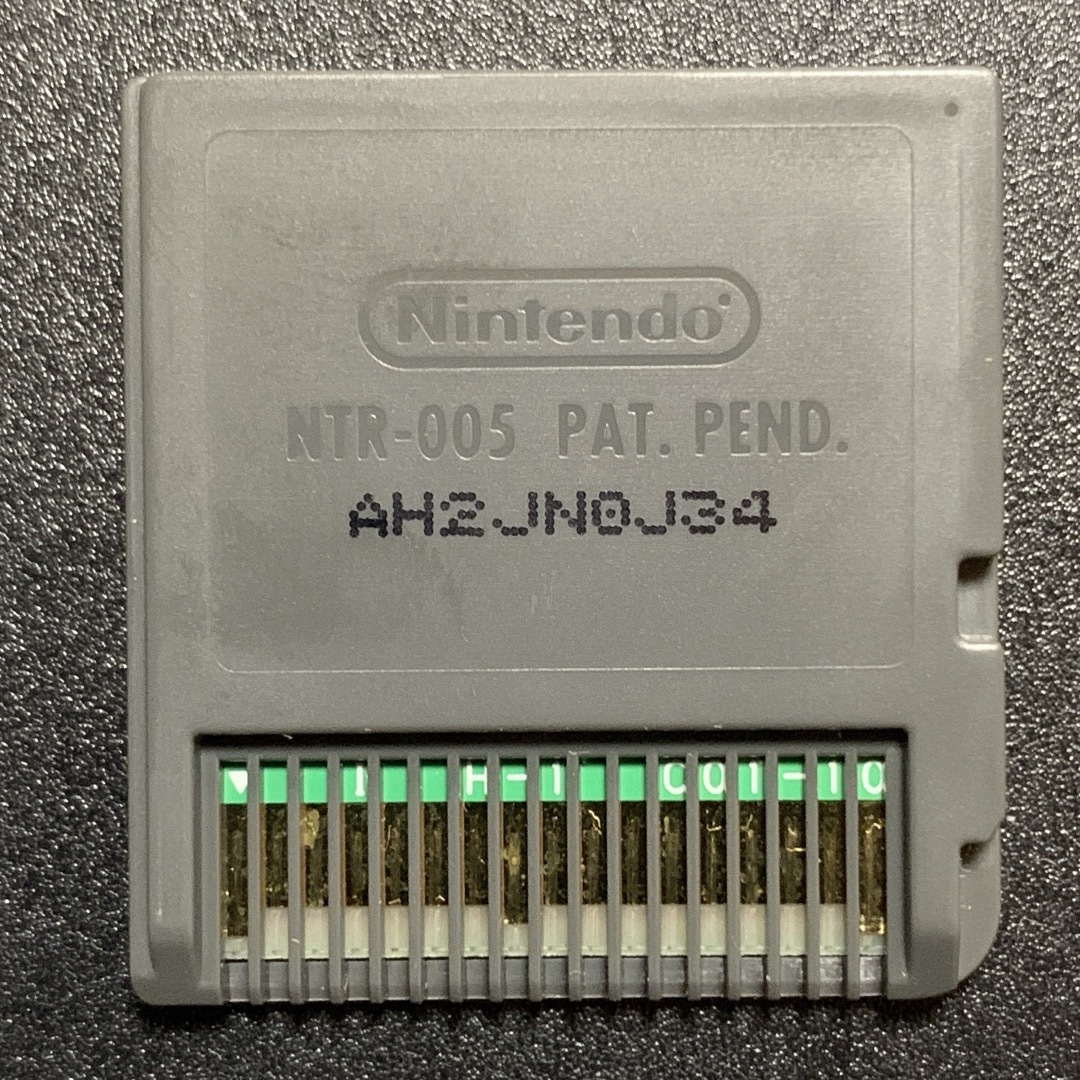 Nintendo
NTR-005 PAT. PEND.
AH2JN0J34